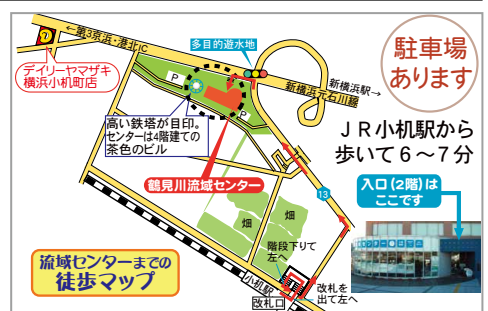 ←第3京浜・港北IC
多目的遊水地
駐車場
あります
デイリーヤマザキ
横浜小机町店
P
新横浜駅→
新横浜元石川線
高い鉄塔が目印。
センターは4階建ての
茶色のビル
P
JR小机駅から
歩いて6〜7分
鶴見川流域センター
13
入口(2階)は
ここです
畑
畑
畑
階段下りて
左へ
流域センターまでの
徒歩マップ
小机駅
改札口
改札を
出て左へ